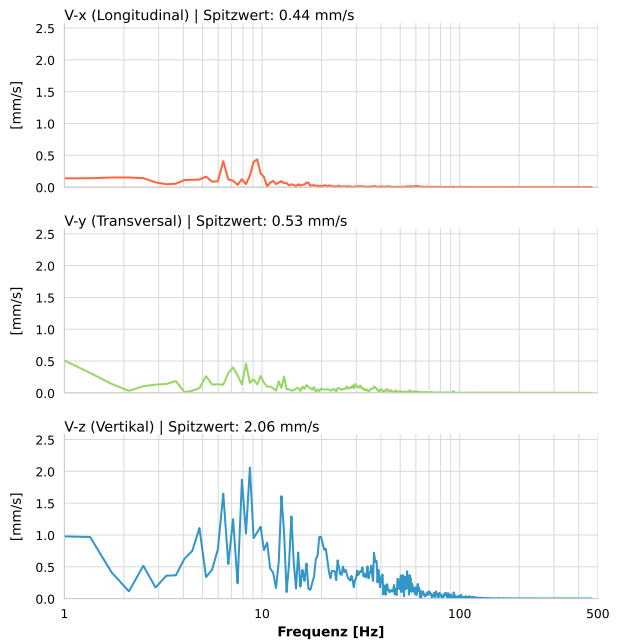 V-x (Longitudinal) | Spitzwert: 0.44 mm/s
2.5
2.0
1.5
1.0
0.5
0.0
[mm/s]
V-y (Transversal) | Spitzwert: 0.53 mm/s
2.5
2.0
1.5
1.0
0.5
0.0
[mm/s]
V-z (Vertikal) | Spitzwert: 2.06 mm/s
2.5
2.0
1.5
1.0
0.5
0.0
[mm/s]
1 10 100 500
Frequenz [Hz]